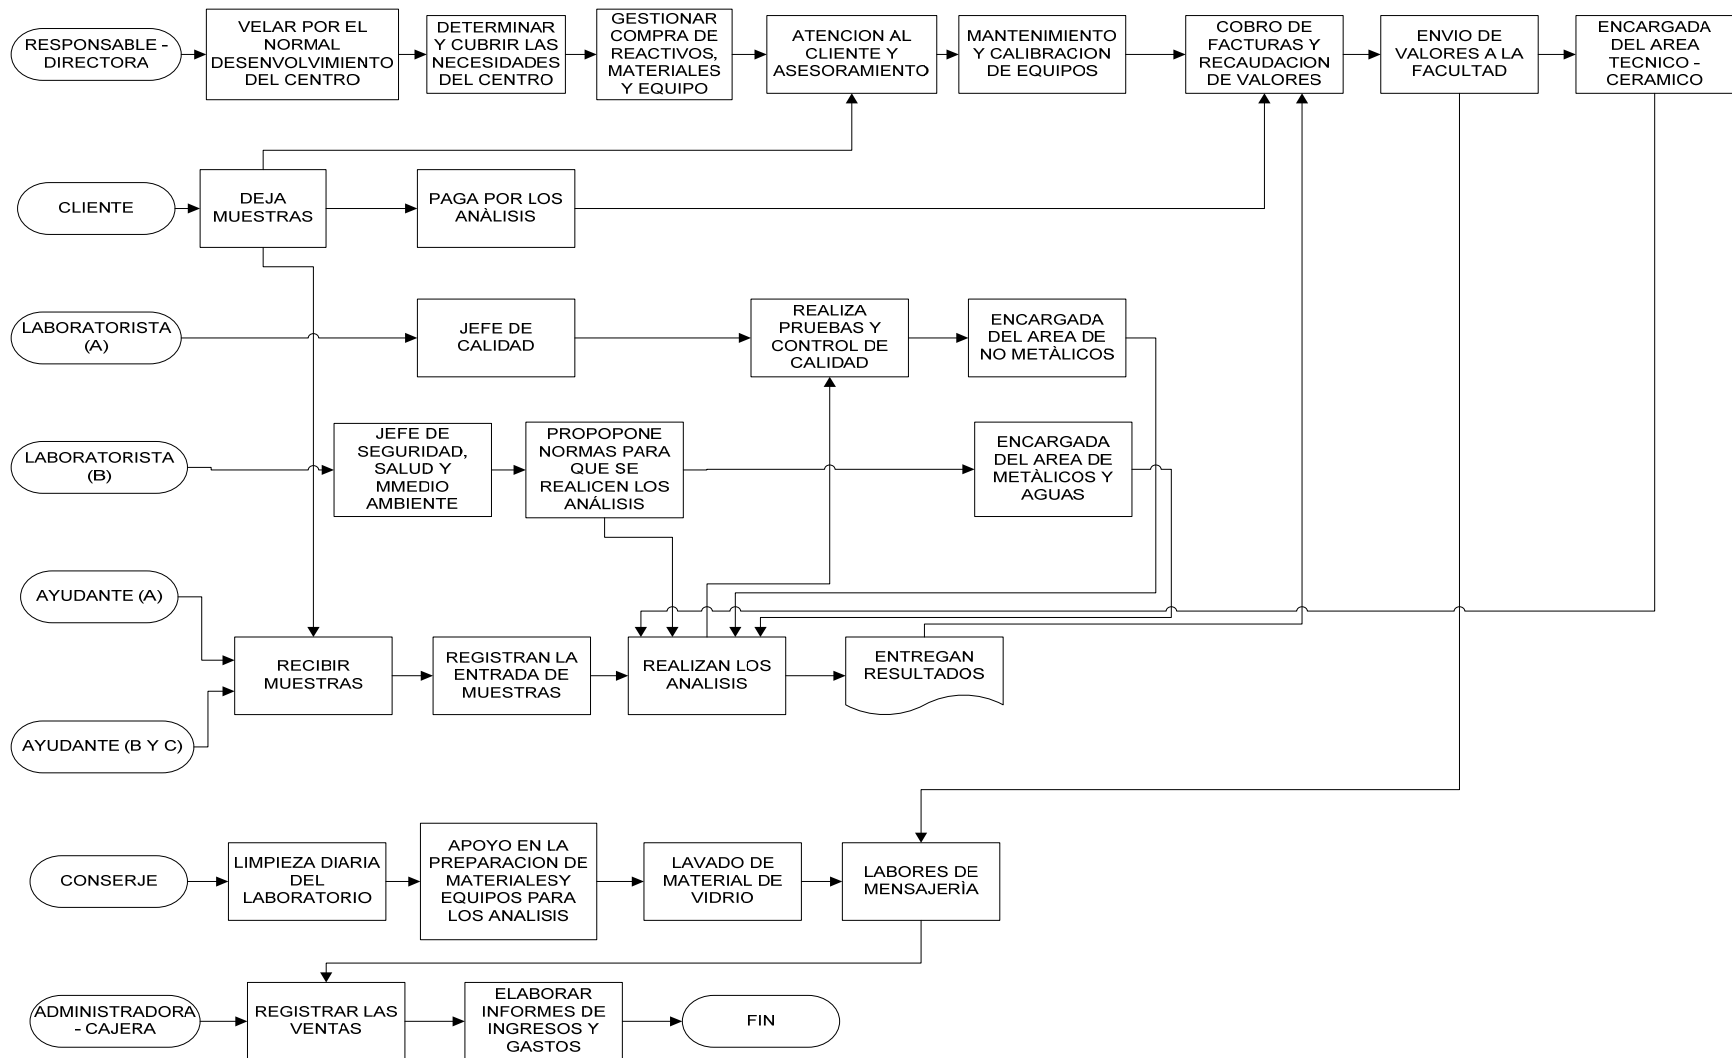 RESPONSABLE -
DIRECTORA
VELAR POR EL
NORMAL
DESENVOLVIMIENTO
DEL CENTRO
DETERMINAR
Y CUBRIR LAS
NECESIDADES
DEL CENTRO
GESTIONAR
COMPRA DE
REACTIVOS,
MATERIALES
Y EQUIPO
ATENCION AL
CLIENTE Y
ASESORAMIENTO
MANTENIMIENTO
Y CALIBRACION
DE EQUIPOS
COBRO DE
FACTURAS Y
RECAUDACION
DE VALORES
ENVIO DE
VALORES A LA
FACULTAD
ENCARGADA
DEL AREA
TECNICO -
CERAMICO
CLIENTE
DEJA
MUESTRAS
PAGA POR LOS
ANÀLISIS
LABORATORISTA
(A)
JEFE DE
CALIDAD
REALIZA
PRUEBAS Y
CONTROL DE
CALIDAD
ENCARGADA
DEL AREA DE
NO METÀLICOS
LABORATORISTA
(B)
JEFE DE
SEGURIDAD,
SALUD Y
MMEDIO
AMBIENTE
PROPOPONE
NORMAS PARA
QUE SE
REALICEN LOS
ANÁLISIS
ENCARGADA
DEL AREA DE
METÀLICOS Y
AGUAS
AYUDANTE (A)
RECIBIR
MUESTRAS
REGISTRAN LA
ENTRADA DE
MUESTRAS
REALIZAN LOS
ANALISIS
ENTREGAN
RESULTADOS
AYUDANTE (B Y C)
CONSERJE
LIMPIEZA DIARIA
DEL
LABORATORIO
APOYO EN LA
PREPARACION DE
MATERIALESY
EQUIPOS PARA
LOS ANALISIS
LAVADO DE
MATERIAL DE
VIDRIO
LABORES DE
MENSAJERÌA
ADMINISTRADORA
- CAJERA
REGISTRAR LAS
VENTAS
ELABORAR
INFORMES DE
INGRESOS Y
GASTOS
FIN